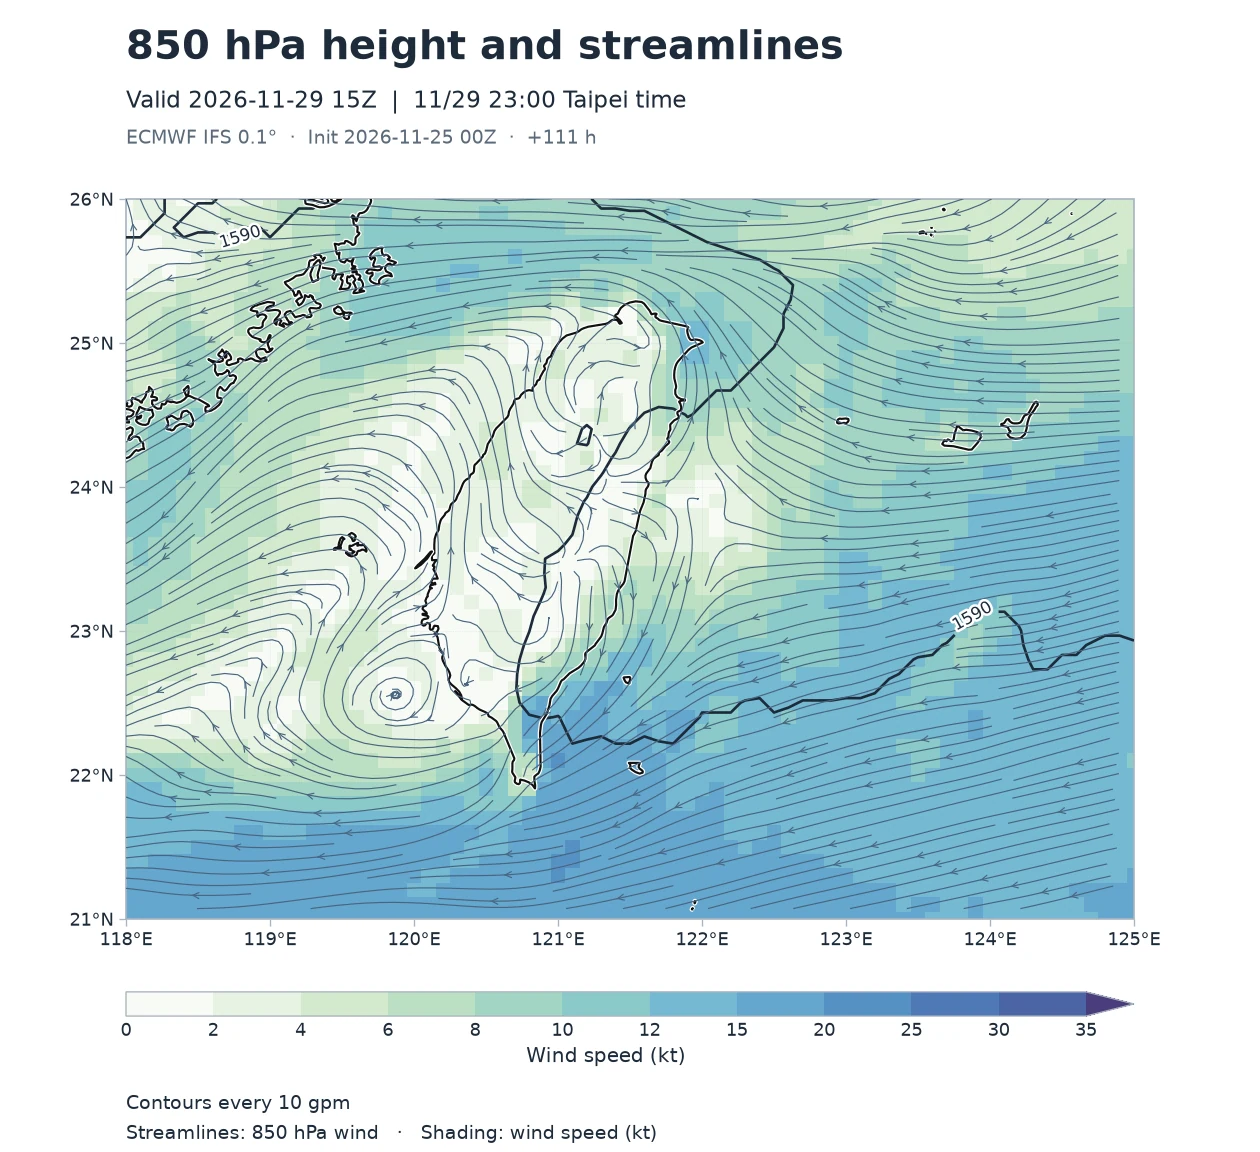 850 hPa height and streamlines
Valid 2026-11-29 15Z | 11/29 23:00 Taipei time
ECMWF IFS 0.1° · Init 2026-11-25 00Z · +111 h
26°N
1590
25°N
24°N
23°N
1590
22°N
21°N
118°E 119°E 120°E 121°E 122°E 123°E 124°E 125°E
0 2 4 6 8 10 12 15 20 25 30 35
Wind speed (kt)
Contours every 10 gpm
Streamlines: 850 hPa wind · Shading: wind speed (kt)